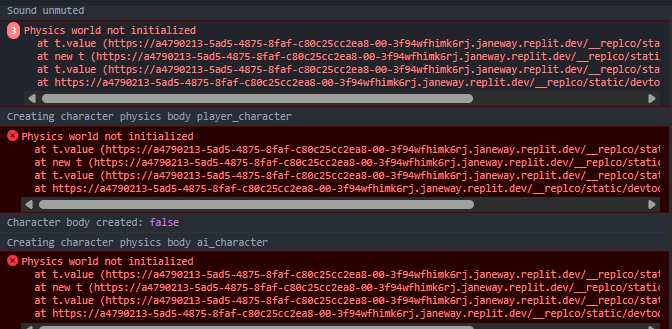 Sound unmuted
3 Physics world not initialized
at t.value (https://a4790213-5ad5-4875-8faf-c80c25cc2ea8-00-3f94wfhimk6rj.janeway.replit.dev/__replco/sta
at new t (https://a4790213-5ad5-4875-8faf-c80c25cc2ea8-00-3f94wfhimk6rj.janeway.replit.dev/__replco/stati
at t.value (https://a4790213-5ad5-4875-8faf-c80c25cc2ea8-00-3f94wfhimk6rj.janeway.replit.dev/__replco/sta
at https://a4790213-5ad5-4875-8faf-c80c25cc2ea8-00-3f94wfhimk6rj.janeway.replit.dev/__replco/static/devto
Creating character physics body player_character
Physics world not initialized
at t.value (https://a4790213-5ad5-4875-8faf-c80c25cc2ea8-00-3f94wfhimk6rj.janeway.replit.dev/__replco/stat
at new t (https://a4790213-5ad5-4875-8faf-c80c25cc2ea8-00-3f94wfhimk6rj.janeway.replit.dev/__replco/static
at t.value (https://a4790213-5ad5-4875-8faf-c80c25cc2ea8-00-3f94wfhimk6rj.janeway.replit.dev/__replco/stat
at https://a4790213-5ad5-4875-8faf-c80c25cc2ea8-00-3f94wfhimk6rj.janeway.replit.dev/__replco/static/devtoo
Character body created: false
Creating character physics body ai_character
Physics world not initialized
at t.value (https://a4790213-5ad5-4875-8faf-c80c25cc2ea8-00-3f94wfhimk6rj.janeway.replit.dev/__replco/stat
at new t (https://a4790213-5ad5-4875-8faf-c80c25cc2ea8-00-3f94wfhimk6rj.janeway.replit.dev/__replco/static
at t.value (https://a4790213-5ad5-4875-8faf-c80c25cc2ea8-00-3f94wfhimk6rj.janeway.replit.dev/__replco/stat
at https://a4790213-5ad5-4875-8faf-c80c25cc2ea8-00-3f94wfhimk6rj.janeway.replit.dev/__replco/static/devtoo